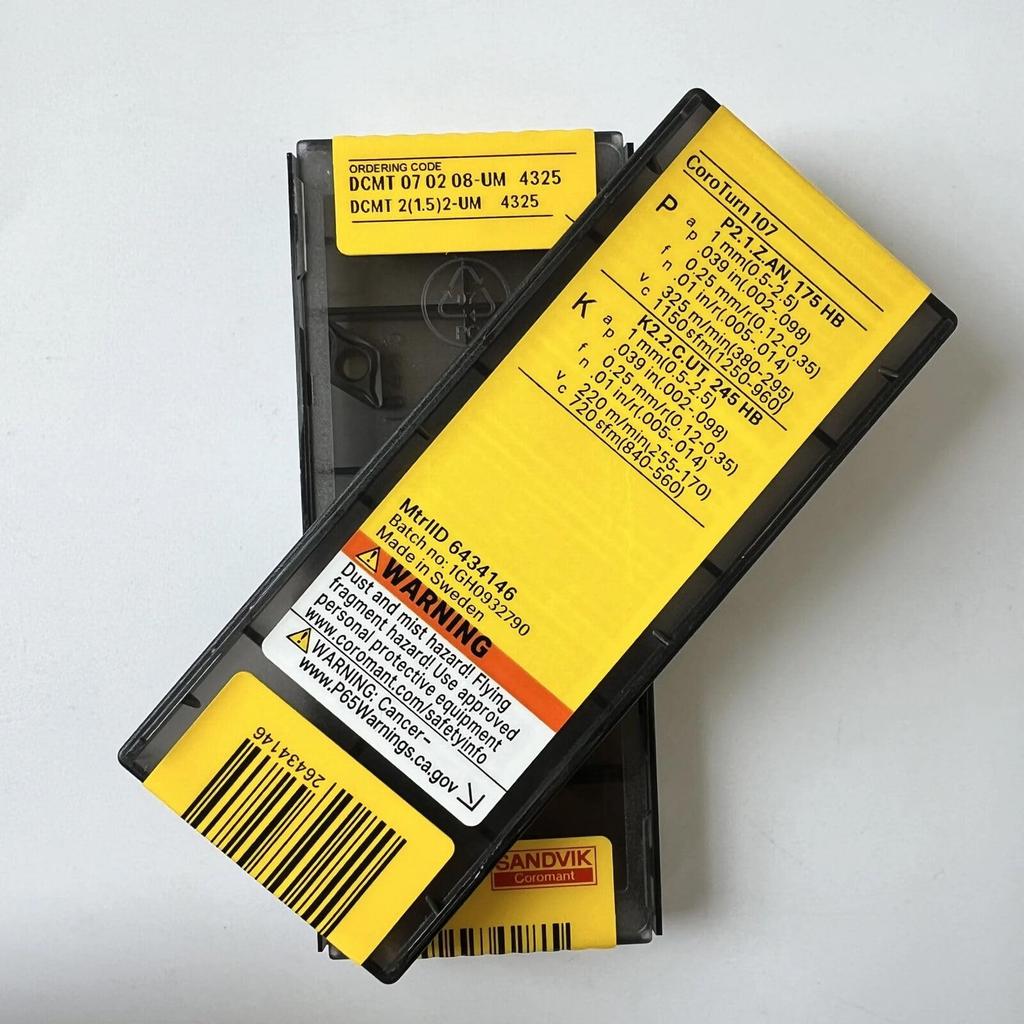 ORDERING CODE
DCMT 07 02 08-UM 4325
DCMT 2(1.5)2-UM 4325
CoroTurn 107
P P2.1.Z.AN, 175 HB
ap 1 mm(0.5-2.5)
.039 in(.002-.098)
fn 0.25 mm/r(0.12-0.35)
.01 in/r(.005-.014)
vc 325 m/min(380-295)
1150 sfm(1250-960)
K K2.2.C.UT, 245 HB
ap 1 mm(0.5-2.5)
.039 in(.002-.098)
fn 0.25 mm/r(0.12-0.35)
.01 in/r(.005-.014)
vc 220 m/min(255-170)
720 sfm(840-560)
MtrlID 6434146
Batch no: 1GH0932790
Made in Sweden
WARNING
Dust and mist hazard! Flying
fragment hazard! Use approved
personal protective equipment
www.coromant.com/safetyinfo
WARNING: Cancer–
www.P65Warnings.ca.gov
26434146
SANDVIK
Coromant